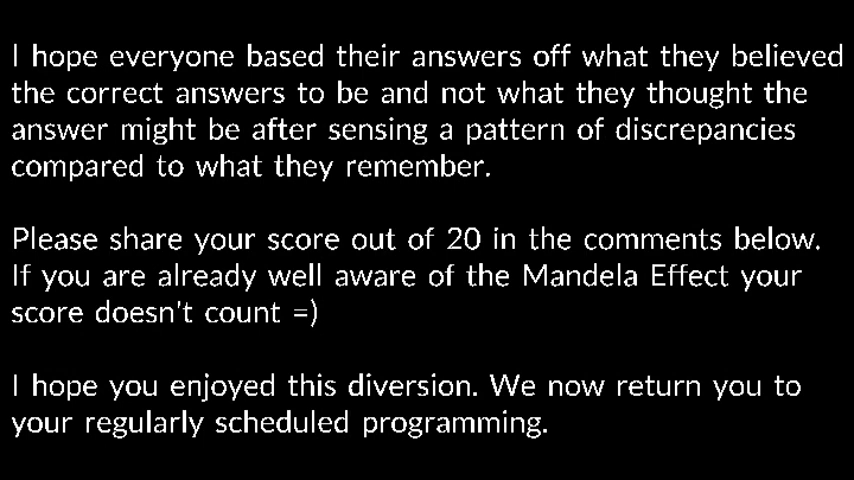 I hope everyone based their answers off what they believed
the correct answers to be and not what they thought the
answer might be after sensing a pattern of discrepancies
compared to what they remember.
Please share your score out of 20 in the comments below.
If you are already well aware of the Mandela Effect your
score doesn't count =)
I hope you enjoyed this diversion. We now return you to
your regularly scheduled programming.